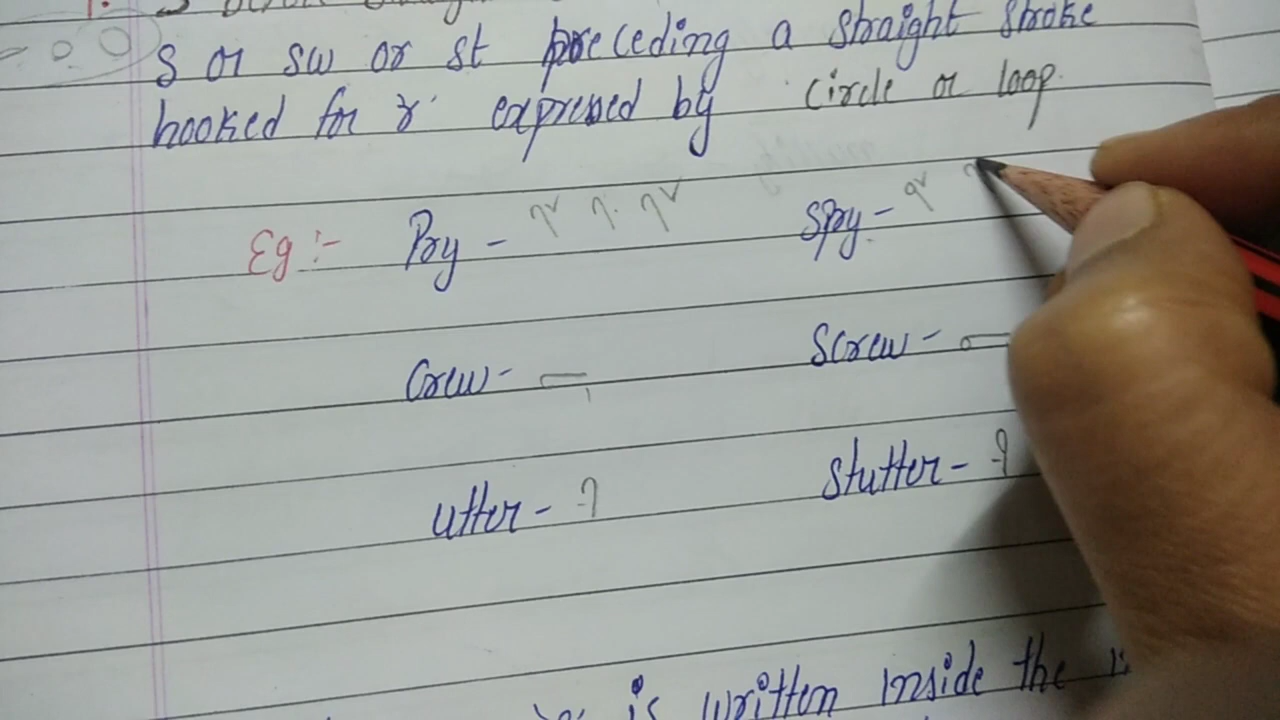 s or sw or st preceding a straight stroke
hooked for r expressed by circle or loop.
Eg :- Pry - Spry -
Crew - Screw -
utter - Stutter -
is written inside the